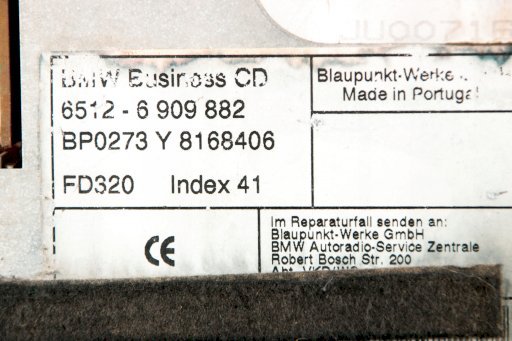 JU00715
BMW Business CD
6512 - 6 909 882
BP0273 Y 8168406
FD320 Index 41
Blaupunkt-Werke
Made in Portugal
CE
Im Reparaturfall senden an:
Blaupunkt-Werke GmbH
BMW Autoradio-Service Zentrale
Robert Bosch Str. 200